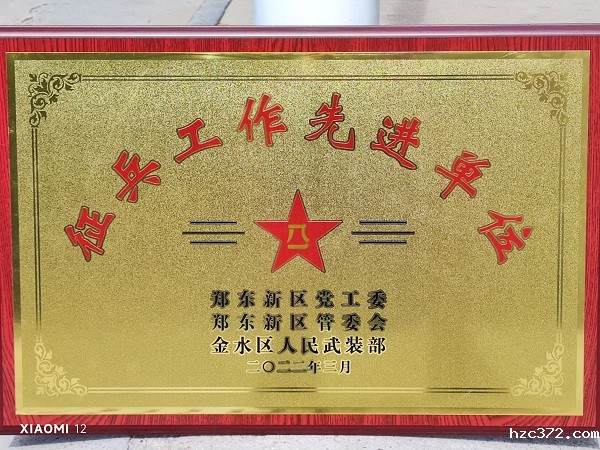 征兵工作先进单位
八一
郑东新区党工委
郑东新区管委会
金水区人民武装部
二〇二二年三月
XIAOMI 12
hzc372.com